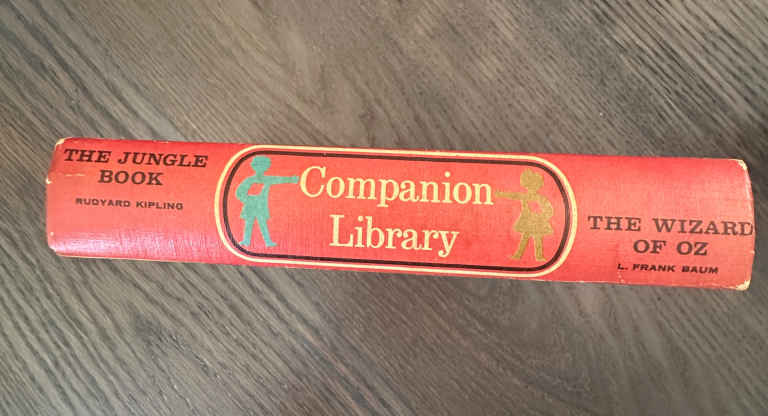 THE JUNGLE
BOOK
RUDYARD KIPLING
Companion
Library
THE WIZARD
OF OZ
L. FRANK BAUM